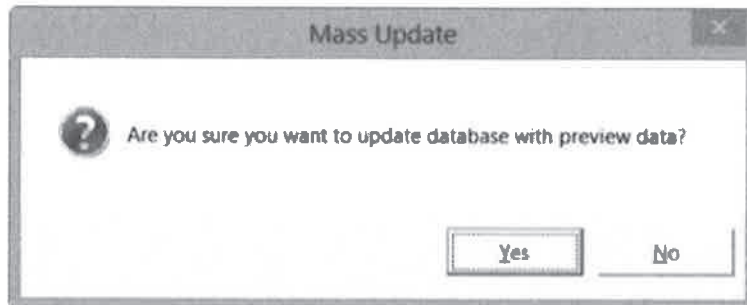 Mass Update
Are you sure you want to update database with preview data?
Yes
No